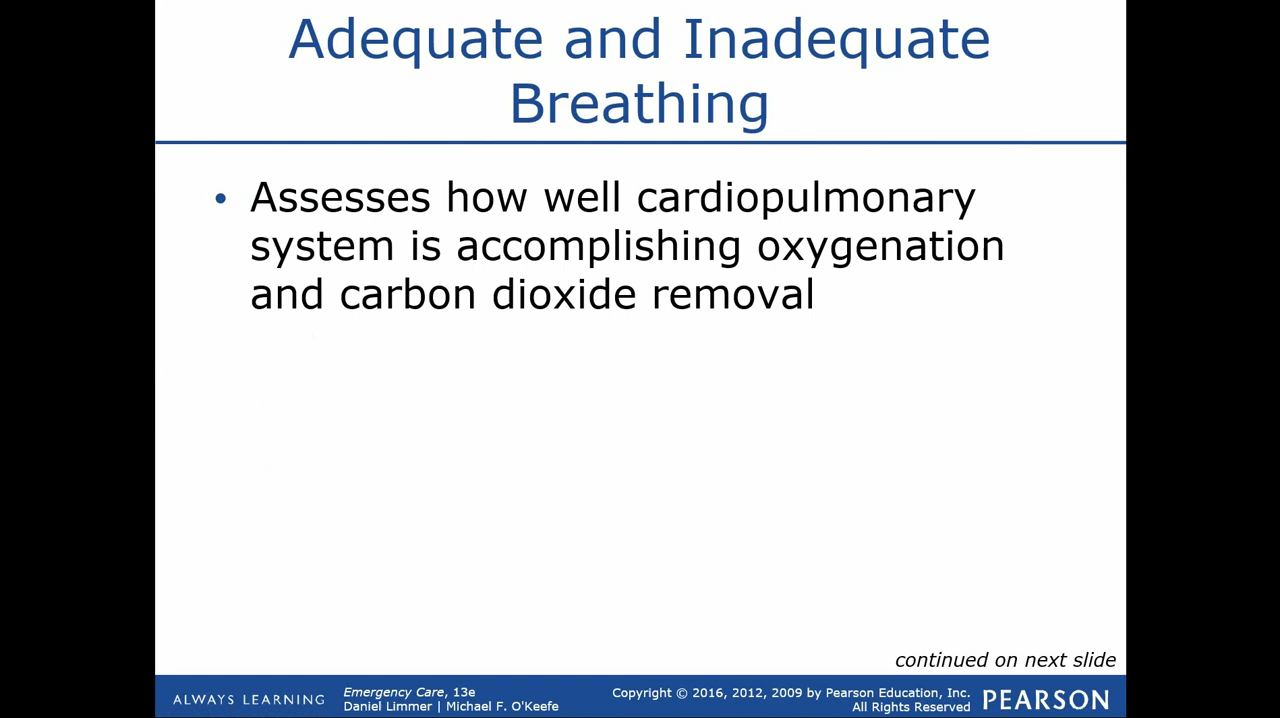 Adequate and Inadequate
Breathing
• Assesses how well cardiopulmonary
system is accomplishing oxygenation
and carbon dioxide removal
continued on next slide
ALWAYS LEARNING
Emergency Care, 13e
Daniel Limmer | Michael F. O'Keefe
Copyright © 2016, 2012, 2009 by Pearson Education, Inc.
All Rights Reserved
PEARSON